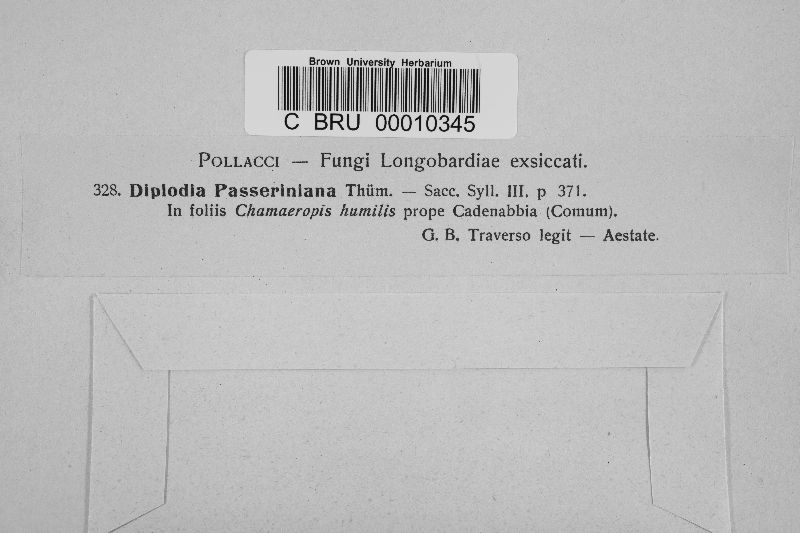 Brown University Herbarium
C BRU 00010345
POLLACCI — Fungi Longobardiae exsiccati.
328. Diplodia Passeriniana Thüm. — Sacc. Syll. III, p 371.
In foliis Chamaeropis humilis prope Cadenabbia (Comum).
G. B. Traverso legit — Aestate.